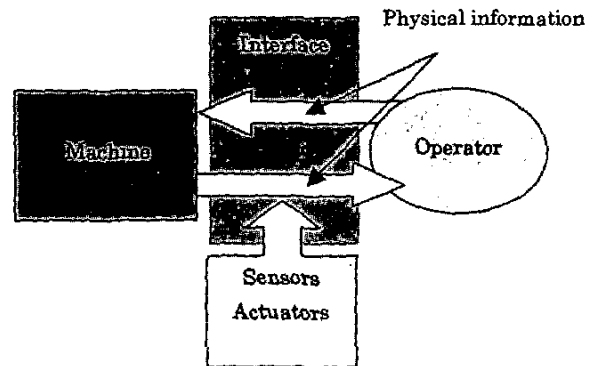 Physical information
Interface
Machine
Operator
Sensors
Actuators